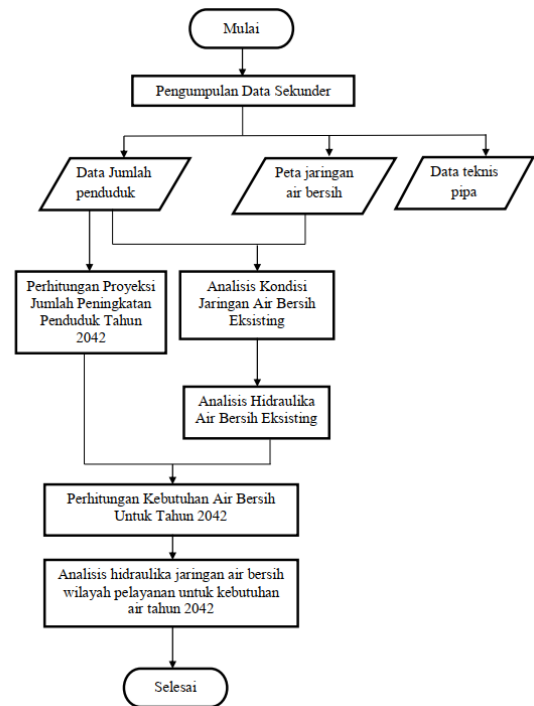 Mulai
Pengumpulan Data Sekunder
Data Jumlah
penduduk
Peta jaringan
air bersih
Data teknis
pipa
Perhitungan Proyeksi
Jumlah Peningkatan
Penduduk Tahun
2042
Analisis Kondisi
Jaringan Air Bersih
Eksisting
Analisis Hidraulika
Air Bersih Eksisting
Perhitungan Kebutuhan Air Bersih
Untuk Tahun 2042
Analisis hidraulika jaringan air bersih
wilayah pelayanan untuk kebutuhan
air tahun 2042
Selesai